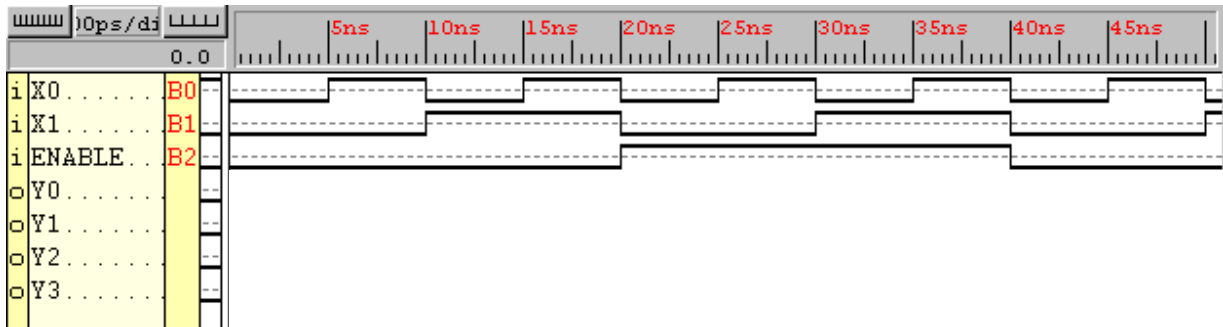 00ps/di 5ns 10ns 15ns 20ns 25ns 30ns 35ns 40ns 45ns
0.0
i X0....... B0
i X1....... B1
i ENABLE... B2
o Y0.......
o Y1.......
o Y2.......
o Y3.......